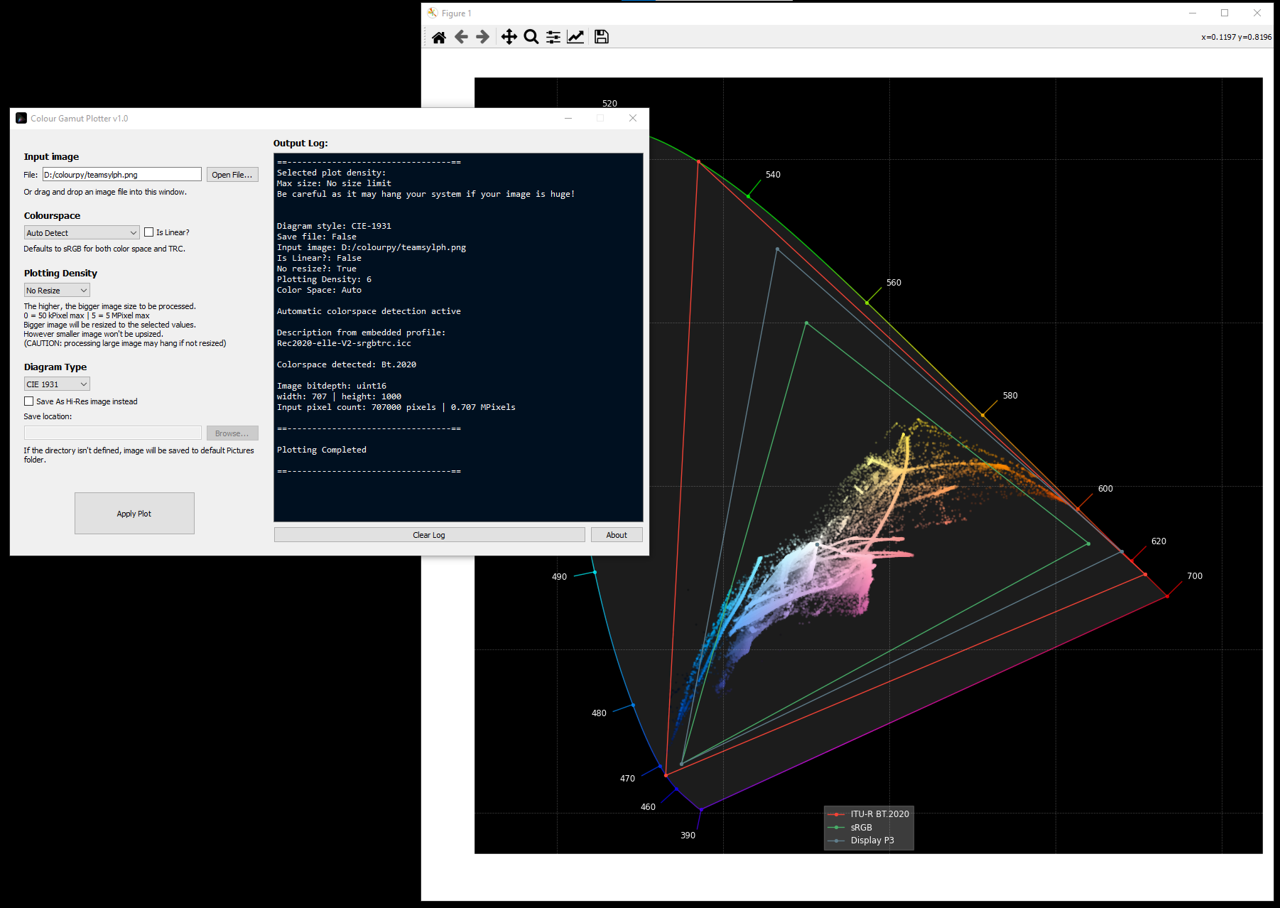 Figure 1
x=0.1197 y=0.8196
520
540
560
580
600
620
700
490
480
470
460
390
ITU-R BT.2020
sRGB
Display P3
Colour Gamut Plotter v1.0
Input image
File: D:/colourpy/teamsylph.png Open File...
Or drag and drop an image file into this window.
Colourspace
Auto Detect Is Linear?
Defaults to sRGB for both color space and TRC.
Plotting Density
No Resize
The higher, the bigger image size to be processed.
0 = 50 kPixel max | 5 = 5 MPixel max
Bigger image will be resized to the selected values.
However smaller image won't be upsized.
(CAUTION: processing large image may hang if not resized)
Diagram Type
CIE 1931
Save As Hi-Res image instead
Save location:
Browse...
If the directory isn't defined, image will be saved to default Pictures
folder.
Apply Plot
Output Log:
==----------------------------------==
Selected plot density:
Max size: No size limit
Be careful as it may hang your system if your image is huge!
Diagram style: CIE-1931
Save file: False
Input image: D:/colourpy/teamsylph.png
Is Linear?: False
No resize?: True
Plotting Density: 6
Color Space: Auto
Automatic colorspace detection active
Description from embedded profile:
Rec2020-elle-V2-srgbtrc.icc
Colorspace detected: Bt.2020
Image bitdepth: uint16
width: 707 | height: 1000
Input pixel count: 707000 pixels | 0.707 MPixels
==----------------------------------==
Plotting Completed
==----------------------------------==
Clear Log
About